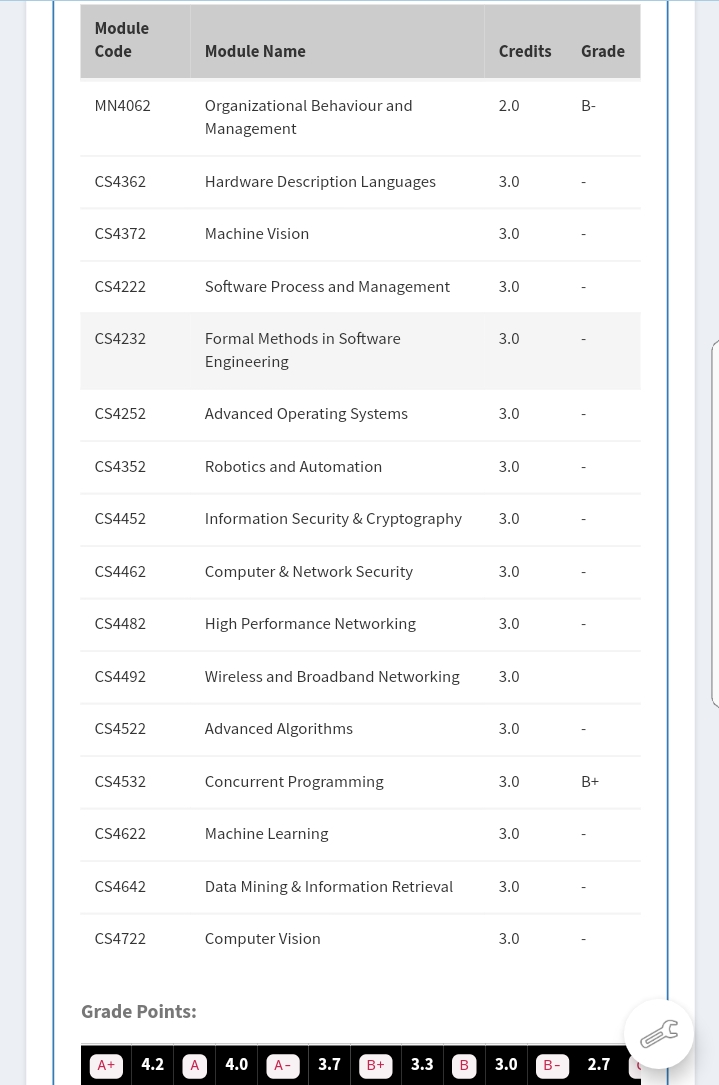 Module Code Module Name Credits Grade
MN4062 Organizational Behaviour and Management 2.0 B-
CS4362 Hardware Description Languages 3.0 -
CS4372 Machine Vision 3.0 -
CS4222 Software Process and Management 3.0 -
CS4232 Formal Methods in Software Engineering 3.0 -
CS4252 Advanced Operating Systems 3.0 -
CS4352 Robotics and Automation 3.0 -
CS4452 Information Security & Cryptography 3.0 -
CS4462 Computer & Network Security 3.0 -
CS4482 High Performance Networking 3.0 -
CS4492 Wireless and Broadband Networking 3.0
CS4522 Advanced Algorithms 3.0 -
CS4532 Concurrent Programming 3.0 B+
CS4622 Machine Learning 3.0 -
CS4642 Data Mining & Information Retrieval 3.0 -
CS4722 Computer Vision 3.0 -
Grade Points:
A+ 4.2 A 4.0 A- 3.7 B+ 3.3 B 3.0 B- 2.7